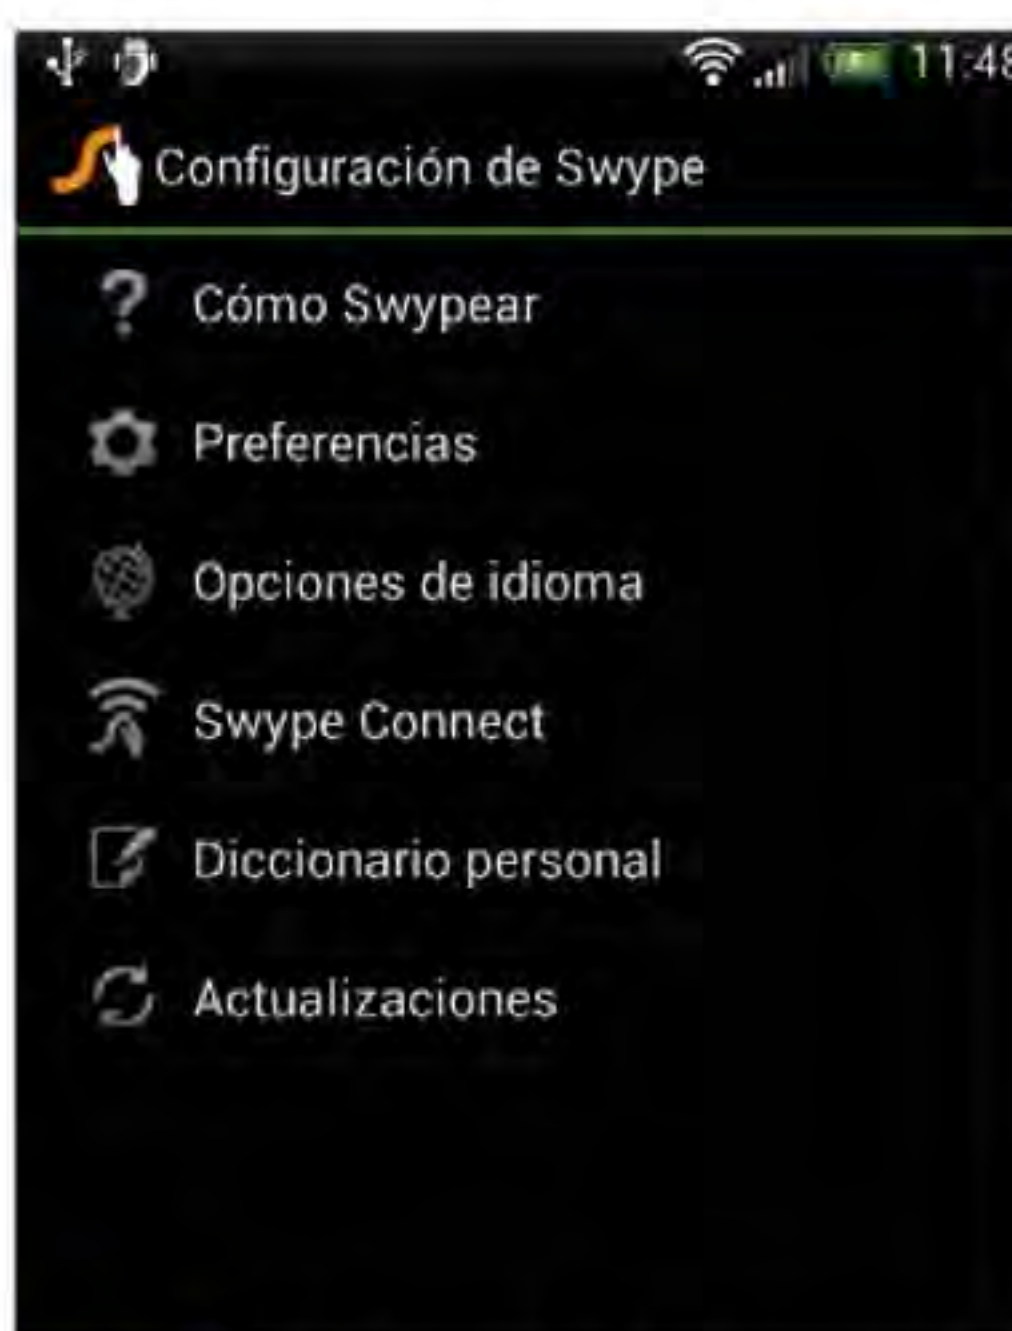 11:48
Configuración de Swype
Cómo Swypear
Preferencias
Opciones de idioma
Swype Connect
Diccionario personal
Actualizaciones